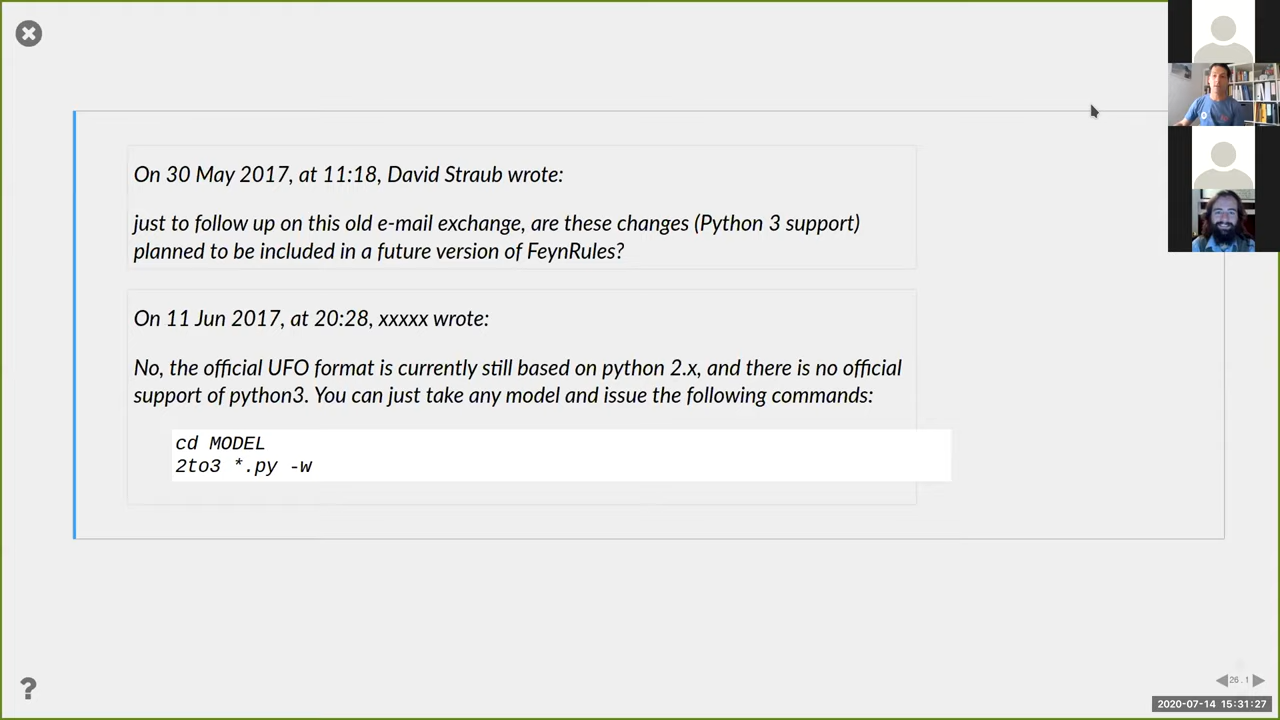 On 30 May 2017, at 11:18, David Straub wrote:
just to follow up on this old e-mail exchange, are these changes (Python 3 support)
planned to be included in a future version of FeynRules?
On 11 Jun 2017, at 20:28, xxxxx wrote:
No, the official UFO format is currently still based on python 2.x, and there is no official
support of python3. You can just take any model and issue the following commands:
cd MODEL
2to3 *.py -w
?
26.1
2020-07-14 15:31:27